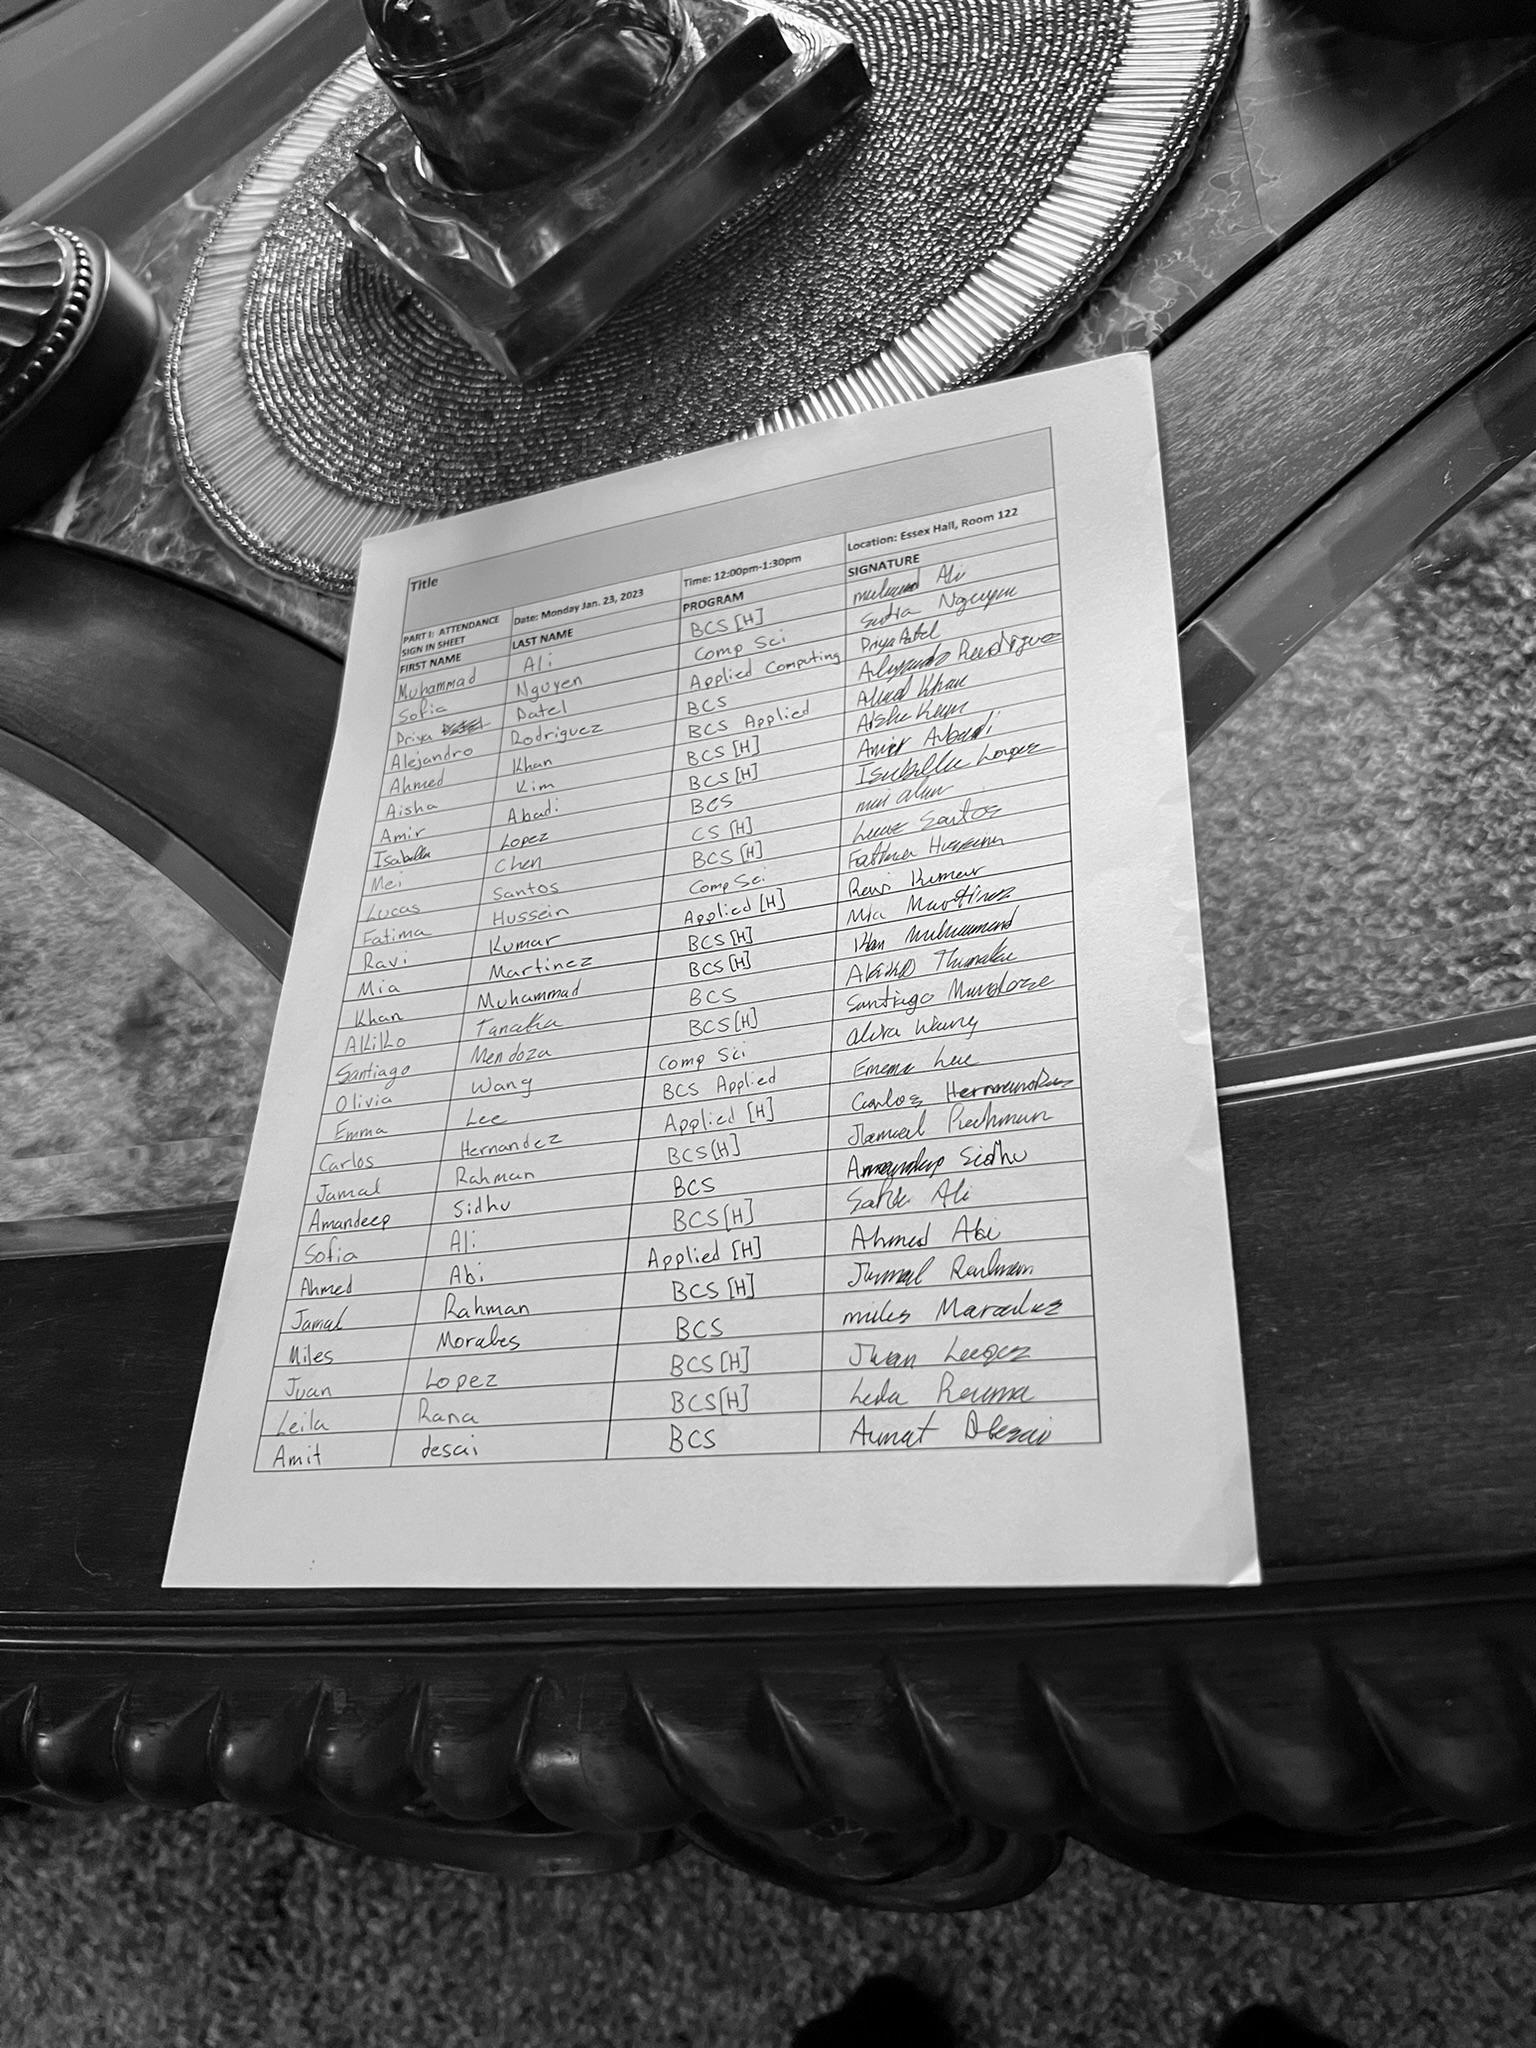 Title
PART I: ATTENDANCE SIGN IN SHEET Date: Monday Jan. 23, 2023 Time: 12:00pm-1:30pm Location: Essex Hall, Room 122
FIRST NAME LAST NAME PROGRAM SIGNATURE
Muhammad Ali BCS [H] Ali
Sofia Nguyen Comp Sci Nguyen
Priya Patel Applied Computing Priya Patel
Alejandro Rodriguez BCS Alejandro Rodriguez
Ahmed Khan BCS Applied Ahmed Khan
Aisha Kim BCS [H] Aisha Kim
Amir Abadi BCS [H] Amir Abadi
Isabella Lopez BCS Isabella Lopez
Mei Chen CS [H] mei
Lucas Santos BCS [H] Lucas Santos
Fatima Hussein Comp Sci Fatima Hussein
Ravi Kumar Applied [H] Ravi Kumar
Mia Martinez BCS [H] Mia Martinez
Khan Muhammad BCS [H] Khan Muhammad
Akiko Tanaka BCS Akiko
Santiago Mendoza BCS [H] Santiago Mendoza
Olivia Wang Comp Sci Olivia Wang
Emma Lee BCS Applied Emma Lee
Carlos Hernandez Applied [H] Carlos Hernandez
Jamal Rahman BCS [H] Jamal Rahman
Amandeep Sidhu BCS Amandeep Sidhu
Sofia Ali BCS [H] Sofia Ali
Ahmed Abi Applied [H] Ahmed Abi
Jamal Rahman BCS [H] Jamal Rahman
Miles Morales BCS miles
Juan Lopez BCS [H] Juan Lopez
Leila Rana BCS [H] Leila
Amit desai BCS